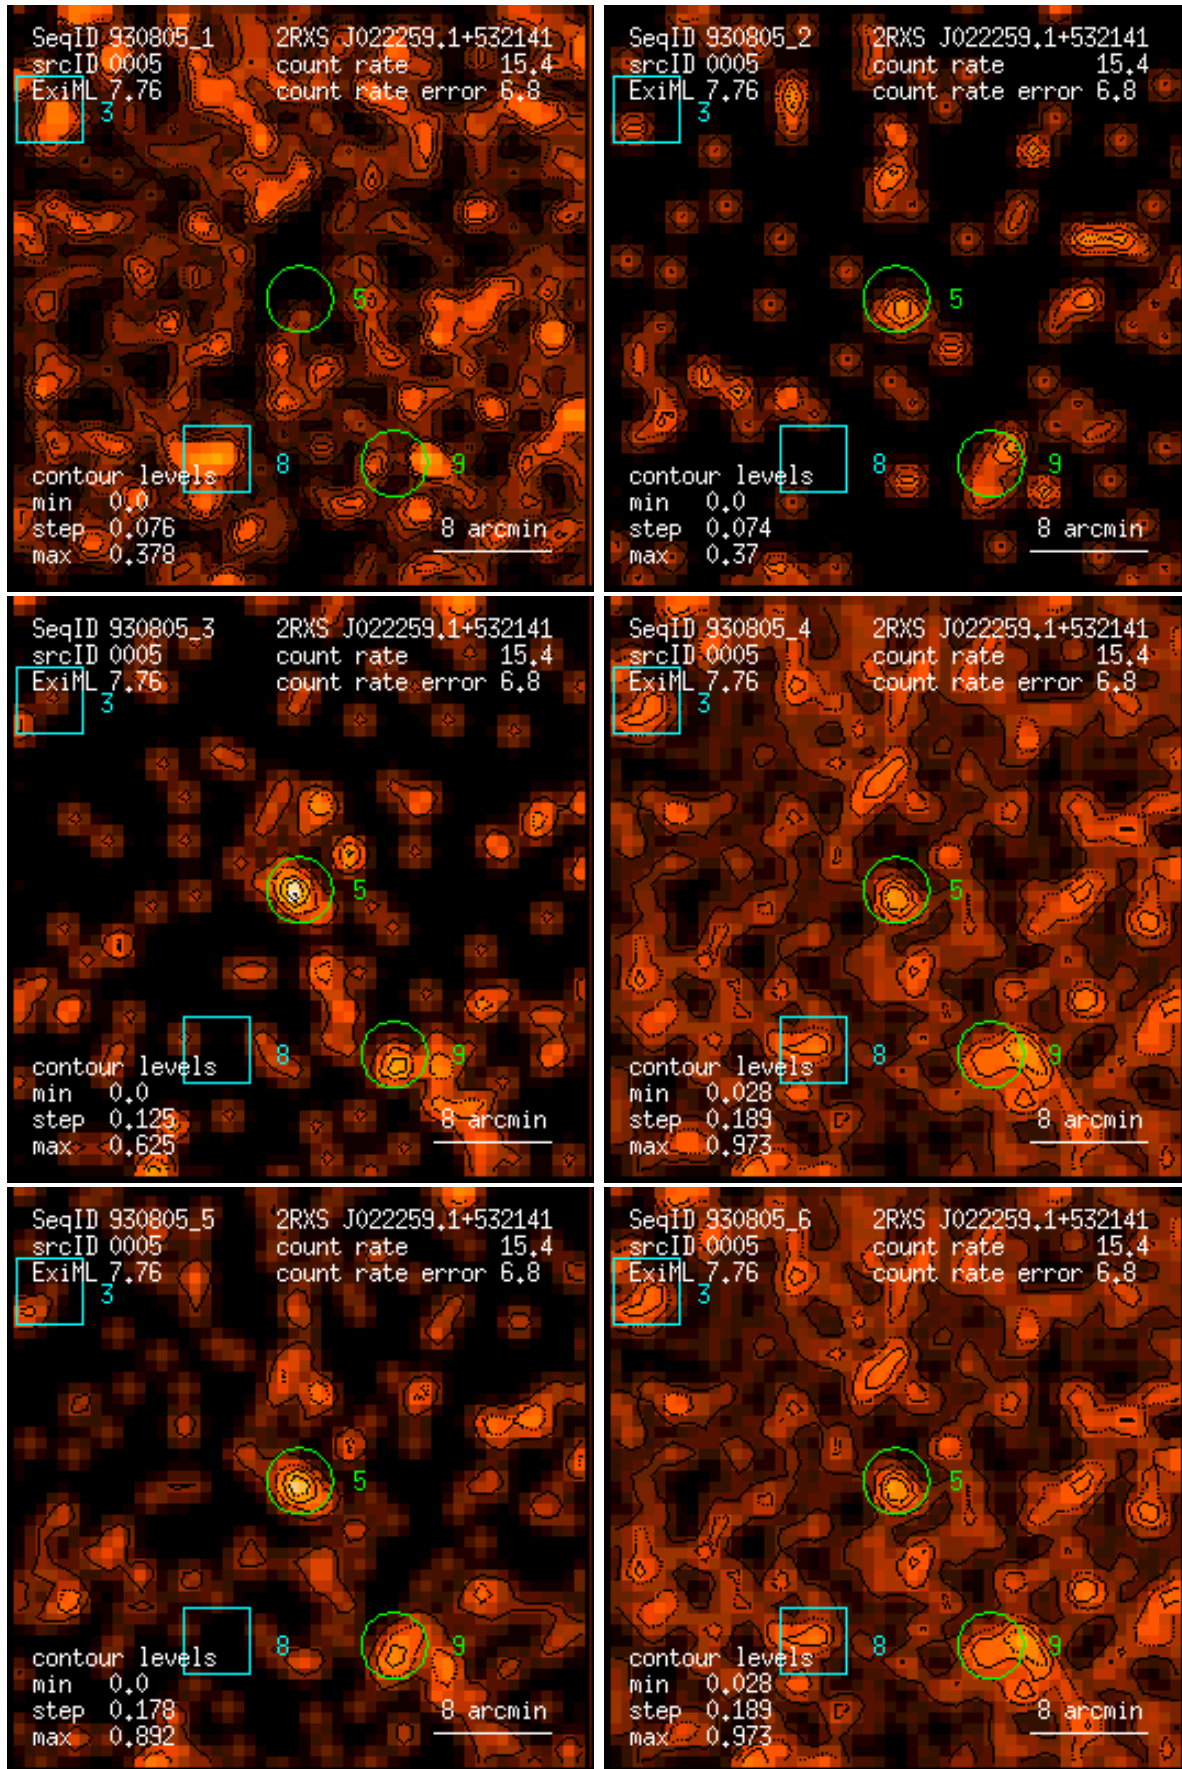 SeqID 930805_1 2RXS J022259.1+532141
srcID 0005 count rate 15.4
ExiML 7.76 count rate error 6.8
3
5
8
9
contour levels
min 0.0
step 0.076
max 0.378
8 arcmin
SeqID 930805_2 2RXS J022259.1+532141
srcID 0005 count rate 15.4
ExiML 7.76 count rate error 6.8
3
5
8
9
contour levels
min 0.0
step 0.074
max 0.37
8 arcmin
SeqID 930805_3 2RXS J022259.1+532141
srcID 0005 count rate 15.4
ExiML 7.76 count rate error 6.8
3
5
8
9
contour levels
min 0.0
step 0.125
max 0.625
8 arcmin
SeqID 930805_4 2RXS J022259.1+532141
srcID 0005 count rate 15.4
ExiML 7.76 count rate error 6.8
3
5
8
9
contour levels
min 0.028
step 0.189
max 0.973
8 arcmin
SeqID 930805_5 2RXS J022259.1+532141
srcID 0005 count rate 15.4
ExiML 7.76 count rate error 6.8
3
5
8
9
contour levels
min 0.0
step 0.178
max 0.892
8 arcmin
SeqID 930805_6 2RXS J022259.1+532141
srcID 0005 count rate 15.4
ExiML 7.76 count rate error 6.8
3
5
8
9
contour levels
min 0.028
step 0.189
max 0.973
8 arcmin